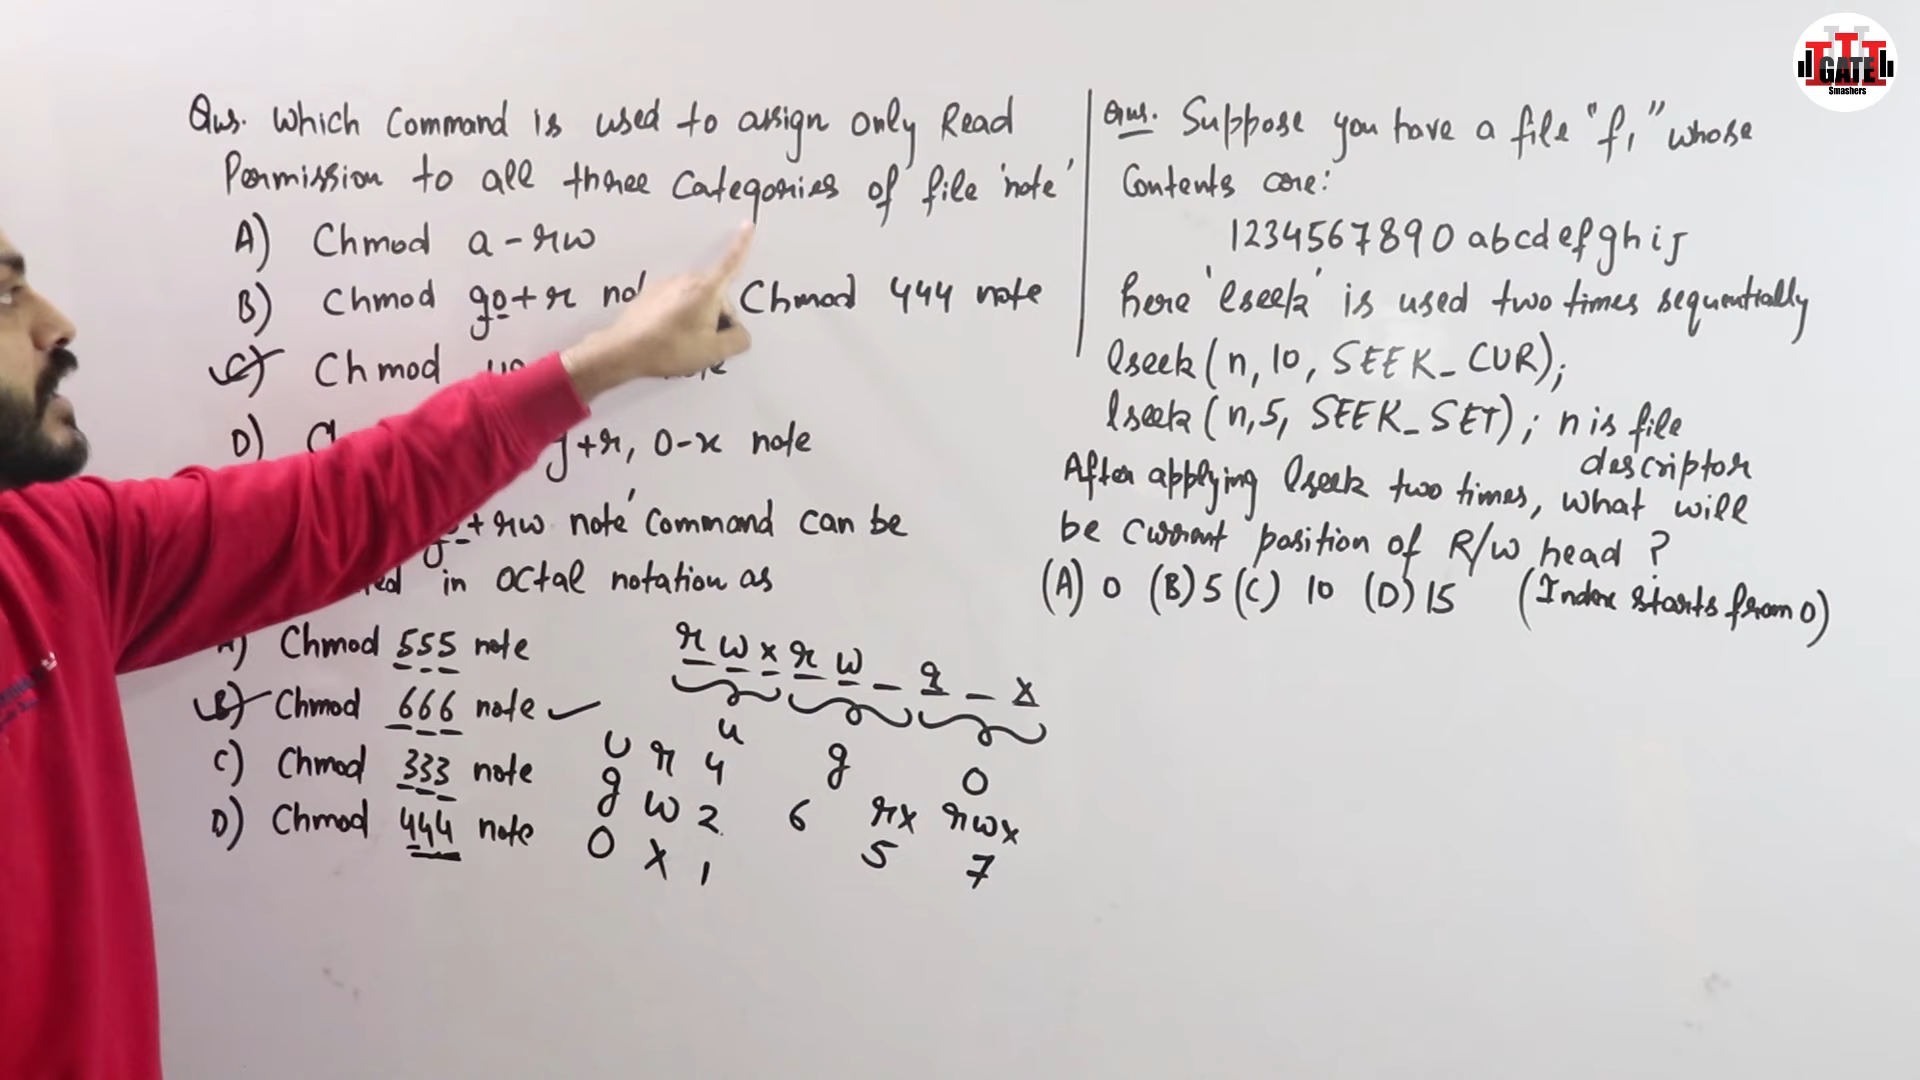 Qus. Which Command is used to assign only Read
Permission to all three Categories of file 'note'
A) Chmod a-rw
B) Chmod go+r Chmod 444 note
C) Chmod
D) g+r, o-x note
+rw note' Command can be
in octal notation as
A) Chmod 555 note
B) Chmod 666 note
C) Chmod 333 note
D) Chmod 444 note
r w x r w _ r _ x
u g o
U r 4
g w 2 6 rx rwx
O x 1 5 7
Qus. Suppose you have a file "f1" whose
Contents are:
1234567890 abcdefghij
here 'lseek' is used two times sequentially
lseek(n, 10, SEEK_CUR);
lseek(n, 5, SEEK_SET); n is file
descriptor
After applying lseek two times, what will
be current position of R/W head ?
(A) 0 (B) 5 (C) 10 (D) 15 (Index starts from 0)
GATE
Smashers